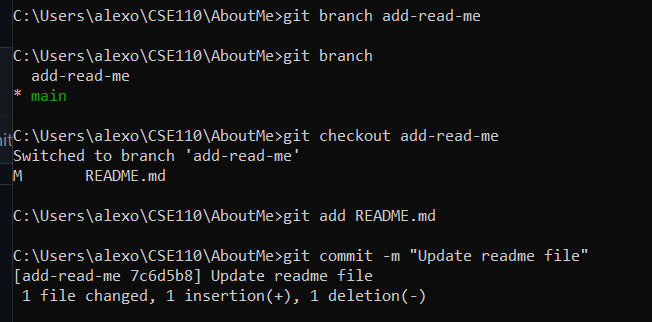 C:\Users\alexo\CSE110\AboutMe>git branch add-read-me
C:\Users\alexo\CSE110\AboutMe>git branch
  add-read-me
* main
C:\Users\alexo\CSE110\AboutMe>git checkout add-read-me
Switched to branch 'add-read-me'
M       README.md
C:\Users\alexo\CSE110\AboutMe>git add README.md
C:\Users\alexo\CSE110\AboutMe>git commit -m "Update readme file"
[add-read-me 7c6d5b8] Update readme file
 1 file changed, 1 insertion(+), 1 deletion(-)